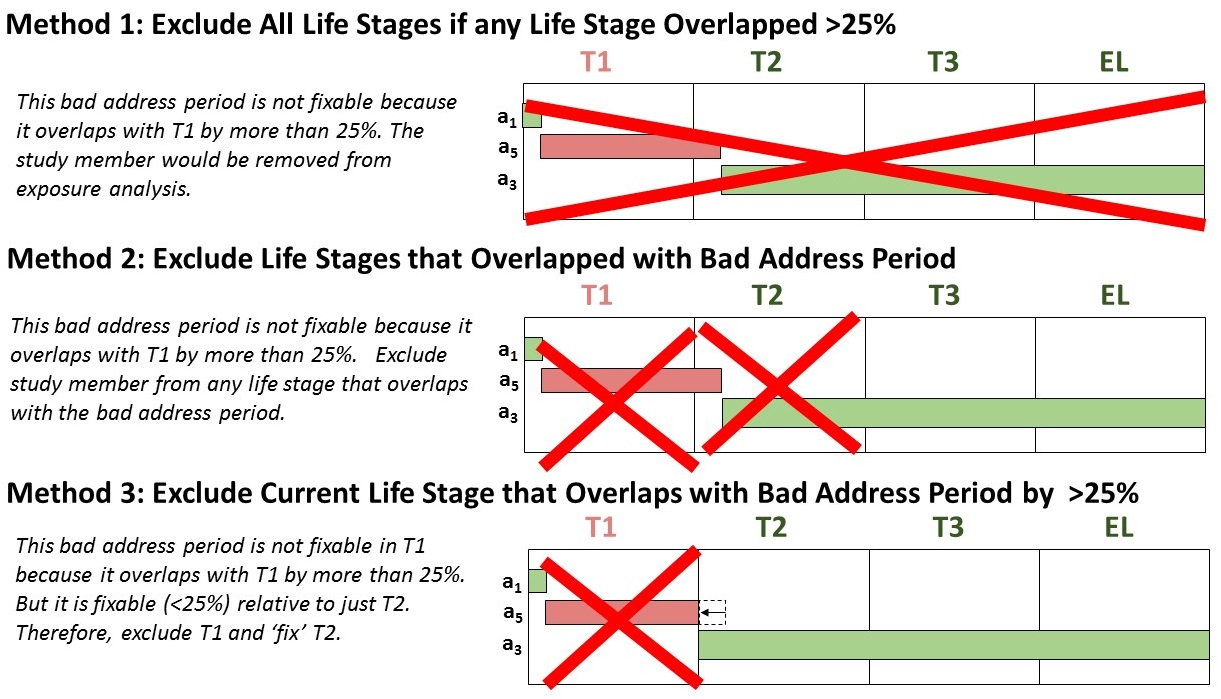 Method 1: Exclude All Life Stages if any Life Stage Overlapped >25%
T1 T2 T3 EL
This bad address period is not fixable because
it overlaps with T1 by more than 25%. The
study member would be removed from
exposure analysis.
a1
a5
a3
Method 2: Exclude Life Stages that Overlapped with Bad Address Period
T1 T2 T3 EL
This bad address period is not fixable because it
overlaps with T1 by more than 25%. Exclude
study member from any life stage that overlaps
with the bad address period.
a1
a5
a3
Method 3: Exclude Current Life Stage that Overlaps with Bad Address Period by >25%
T1 T2 T3 EL
This bad address period is not fixable in T1
because it overlaps with T1 by more than 25%.
But it is fixable (<25%) relative to just T2.
Therefore, exclude T1 and ‘fix’ T2.
a1
a5
a3